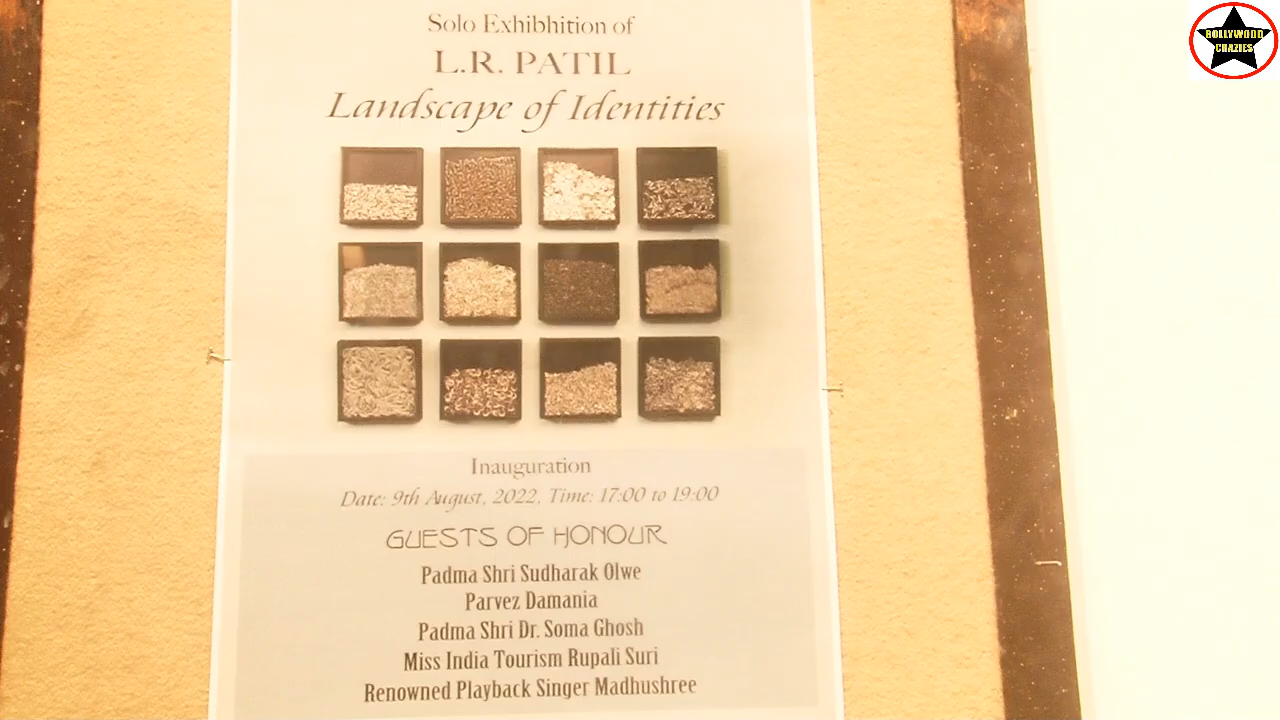 Solo Exhibhition of
L.R. PATIL
Landscape of Identities
Inauguration
Date: 9th August, 2022, Time: 17:00 to 19:00
GUESTS OF HONOUR
Padma Shri Sudharak Olwe
Parvez Damania
Padma Shri Dr. Soma Ghosh
Miss India Tourism Rupali Suri
Renowned Playback Singer Madhushree
BOLLYWOOD
CRAZIES